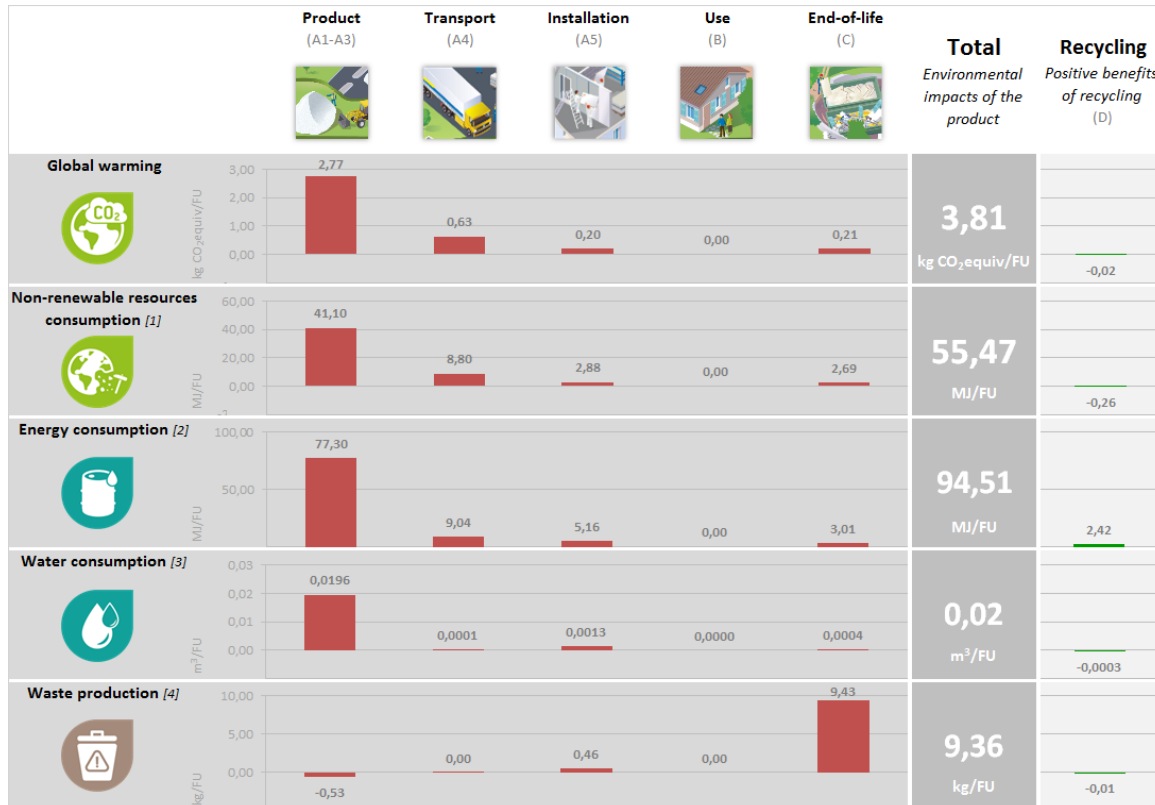 Product
(A1-A3)
Transport
(A4)
Installation
(A5)
Use
(B)
End-of-life
(C)
Total
Environmental
impacts of the
product
Recycling
Positive benefits
of recycling
(D)
Global warming
CO2
kg CO2equiv/FU
3,00
2,00
1,00
0,00
2,77
0,63
0,20
0,00
0,21
3,81
kg CO2equiv/FU
-0,02
Non-renewable resources
consumption [1]
MJ/FU
60,00
40,00
20,00
0,00
41,10
8,80
2,88
0,00
2,69
55,47
MJ/FU
-0,26
Energy consumption [2]
MJ/FU
100,00
50,00
77,30
9,04
5,16
0,00
3,01
94,51
MJ/FU
2,42
Water consumption [3]
m3/FU
0,03
0,02
0,01
0,00
0,0196
0,0001
0,0013
0,0000
0,0004
0,02
m3/FU
-0,0003
Waste production [4]
kg/FU
10,00
5,00
0,00
-0,53
0,00
0,46
0,00
9,43
9,36
kg/FU
-0,01